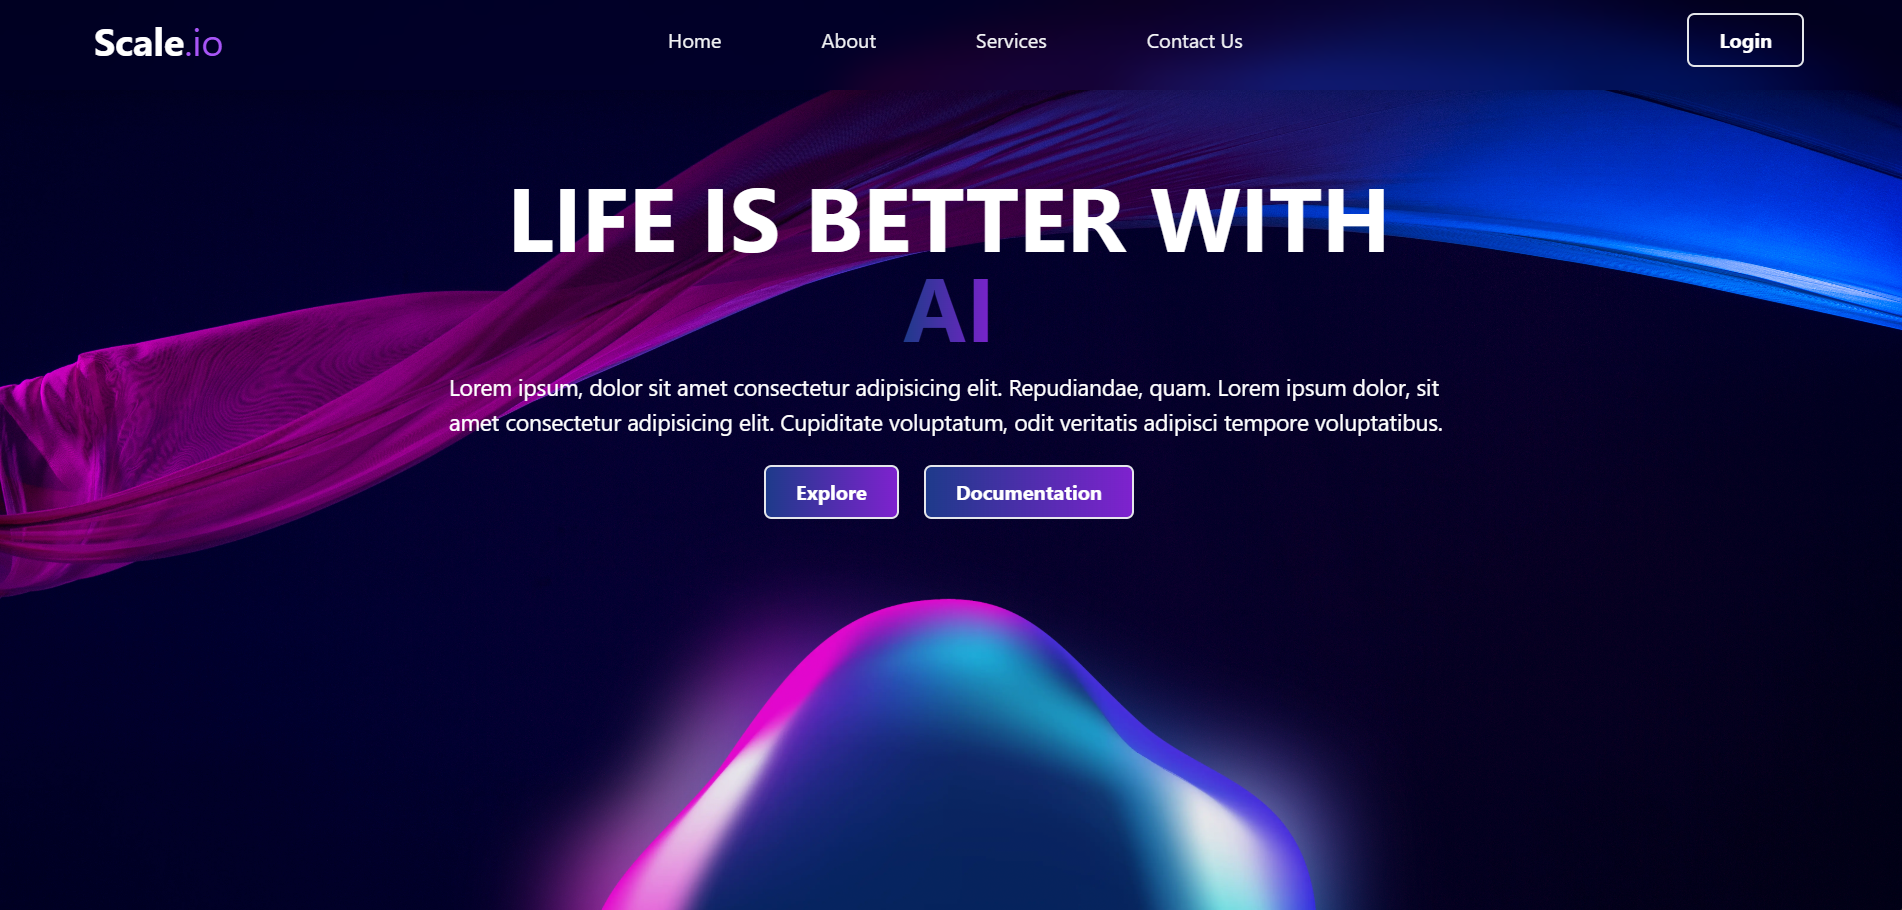 Scale.io
Home
About
Services
Contact Us
Login
LIFE IS BETTER WITH
AI
Lorem ipsum, dolor sit amet consectetur adipisicing elit. Repudiandae, quam. Lorem ipsum dolor, sit
amet consectetur adipisicing elit. Cupiditate voluptatum, odit veritatis adipisci tempore voluptatibus.
Explore
Documentation